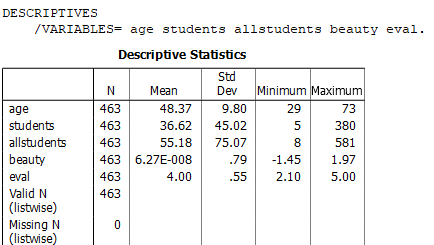 DESCRIPTIVES
/VARIABLES= age students allstudents beauty eval.
Descriptive Statistics
N Mean Std Dev Minimum Maximum
age 463 48.37 9.80 29 73
students 463 36.62 45.02 5 380
allstudents 463 55.18 75.07 8 581
beauty 463 6.27E-008 .79 -1.45 1.97
eval 463 4.00 .55 2.10 5.00
Valid N (listwise) 463
Missing N (listwise) 0